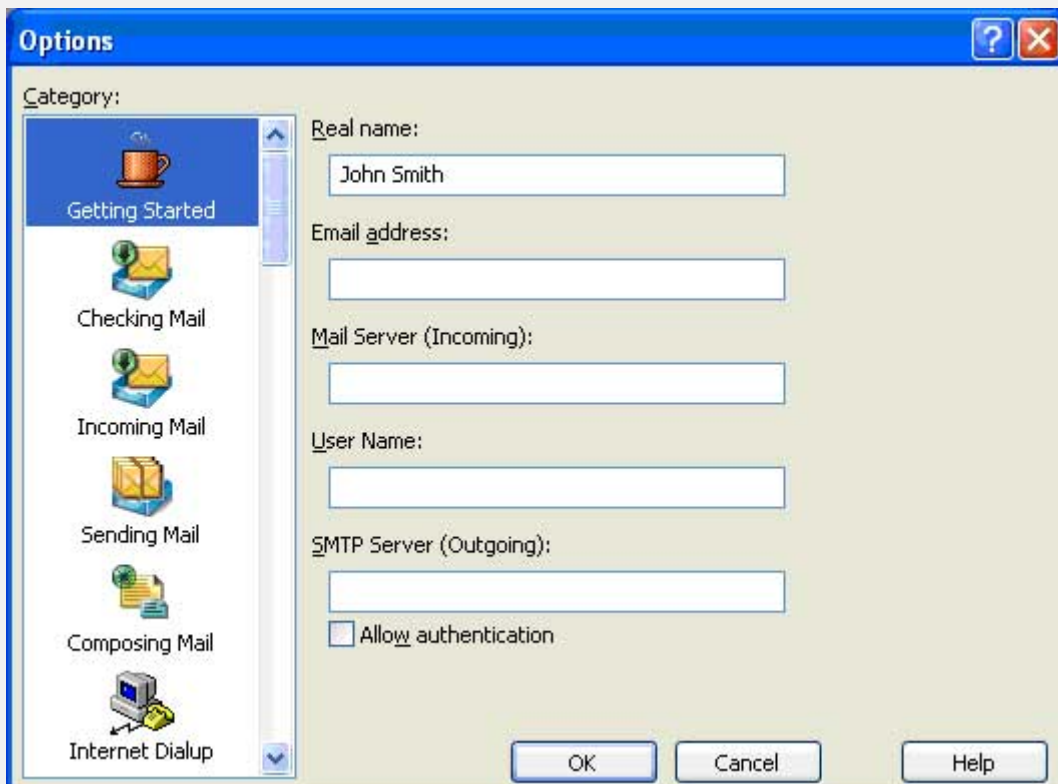 Options
Category:
Getting Started
Checking Mail
Incoming Mail
Sending Mail
Composing Mail
Internet Dialup
Real name:
John Smith
Email address:
Mail Server (Incoming):
User Name:
SMTP Server (Outgoing):
Allow authentication
OK Cancel Help